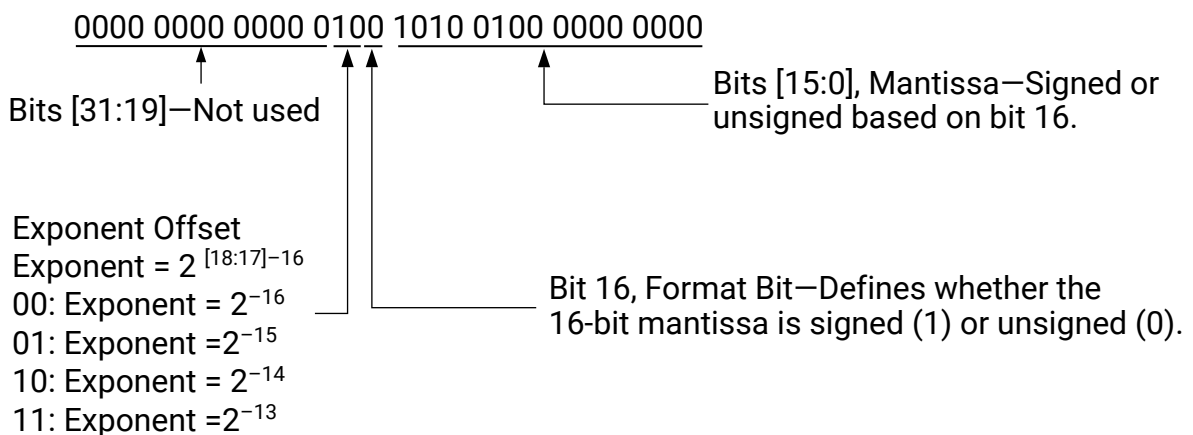 0000 0000 0000 0100 1010 0100 0000 0000
Bits [31:19]—Not used
Bits [15:0], Mantissa—Signed or
unsigned based on bit 16.
Exponent Offset
Exponent = 2 [18:17]−16
00: Exponent = 2−16
01: Exponent =2−15
10: Exponent = 2−14
11: Exponent =2−13
Bit 16, Format Bit—Defines whether the
16-bit mantissa is signed (1) or unsigned (0).